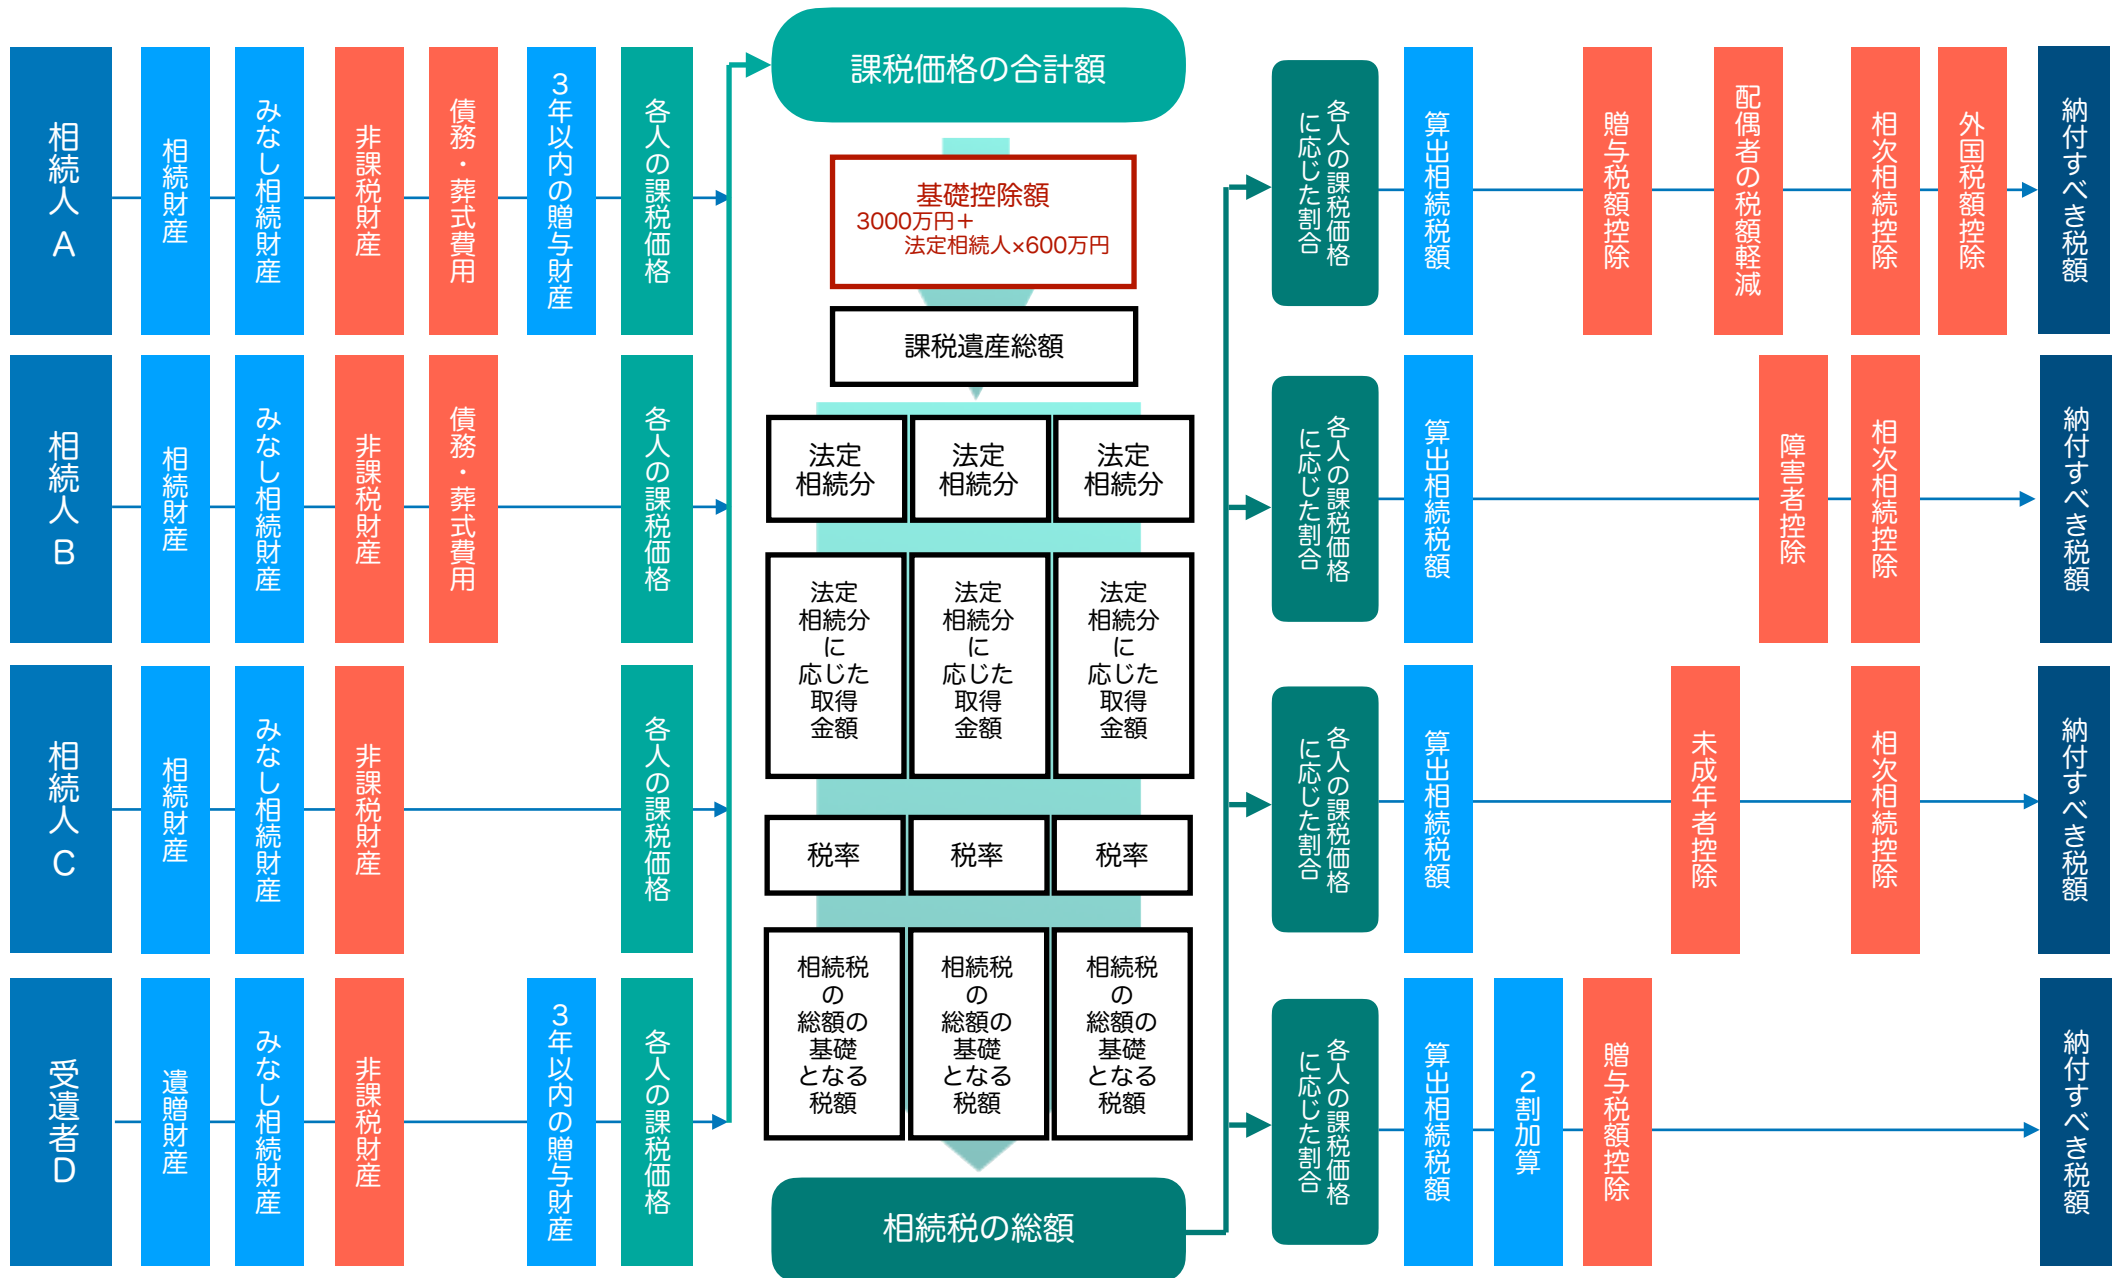 相続人A
相続財産
みなし相続財産
非課税財産
債務・葬式費用
3年以内の贈与財産
各人の課税価格
相続人B
相続財産
みなし相続財産
非課税財産
債務・葬式費用
各人の課税価格
相続人C
相続財産
みなし相続財産
非課税財産
各人の課税価格
受遺者D
遺贈財産
みなし相続財産
非課税財産
3年以内の贈与財産
各人の課税価格
課税価格の合計額
基礎控除額
3000万円＋
法定相続人×600万円
課税遺産総額
法定
相続分
法定
相続分
法定
相続分
法定
相続分
に
応じた
取得
金額
法定
相続分
に
応じた
取得
金額
法定
相続分
に
応じた
取得
金額
税率
税率
税率
相続税
の
総額の
基礎
となる
税額
相続税
の
総額の
基礎
となる
税額
相続税
の
総額の
基礎
となる
税額
相続税の総額
各人の課税価格
に応じた割合
算出相続税額
贈与税額控除
配偶者の税額軽減
相次相続控除
外国税額控除
納付すべき税額
各人の課税価格
に応じた割合
算出相続税額
障害者控除
相次相続控除
納付すべき税額
各人の課税価格
に応じた割合
算出相続税額
未成年者控除
相次相続控除
納付すべき税額
各人の課税価格
に応じた割合
算出相続税額
2割加算
贈与税額控除
納付すべき税額